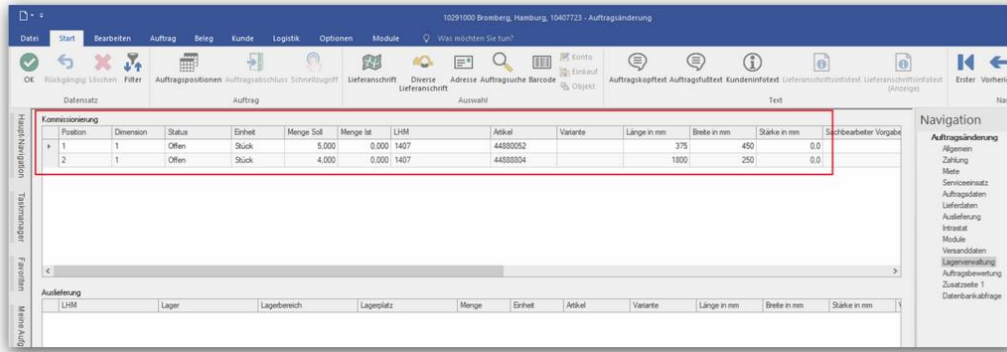 10291000 Bromberg, Hamburg, 10407723 - Auftragsänderung
Datei Start Bearbeiten Auftrag Beleg Kunde Logistik Optionen Module Was möchten Sie tun?
OK Rückgängig Löschen Filter Auftragspositionen Auftragsabschluss Schnellzugriff Lieferanschrift Diverse Lieferanschrift Adresse Auftragsuche Barcode Konto Einkauf Objekt Auftragskopftext Auftragsfußtext Kundeninfotext Lieferanschriftsinfotext Lieferanschriftsinfotext (Anzeige) Erster
Datensatz Auftrag Auswahl Text
Haupt-Navigation
Taskmanager
Favoriten
Kommissionierung
Position Dimension Status Einheit Menge Soll Menge Ist LHM Artikel Variante Länge in mm Breite in mm Stärke in mm Sachbearbeiter Vorgabe
1 1 Offen Stück 5,000 0,000 1407 44880052 375 450 0,0
2 1 Offen Stück 4,000 0,000 1407 44888804 1800 250 0,0
Auslieferung
LHM Lager Lagerbereich Lagerplatz Menge Einheit Artikel Variante Länge in mm Breite in mm Stärke in mm
Navigation
Auftragsänderung
Allgemein
Zahlung
Miete
Serviceeinsatz
Auftragsdaten
Lieferdaten
Auslieferung
Intrastat
Module
Versanddaten
Lagerverwaltung
Auftragsbewertung
Zusatzseite 1
Datenbankabfrage